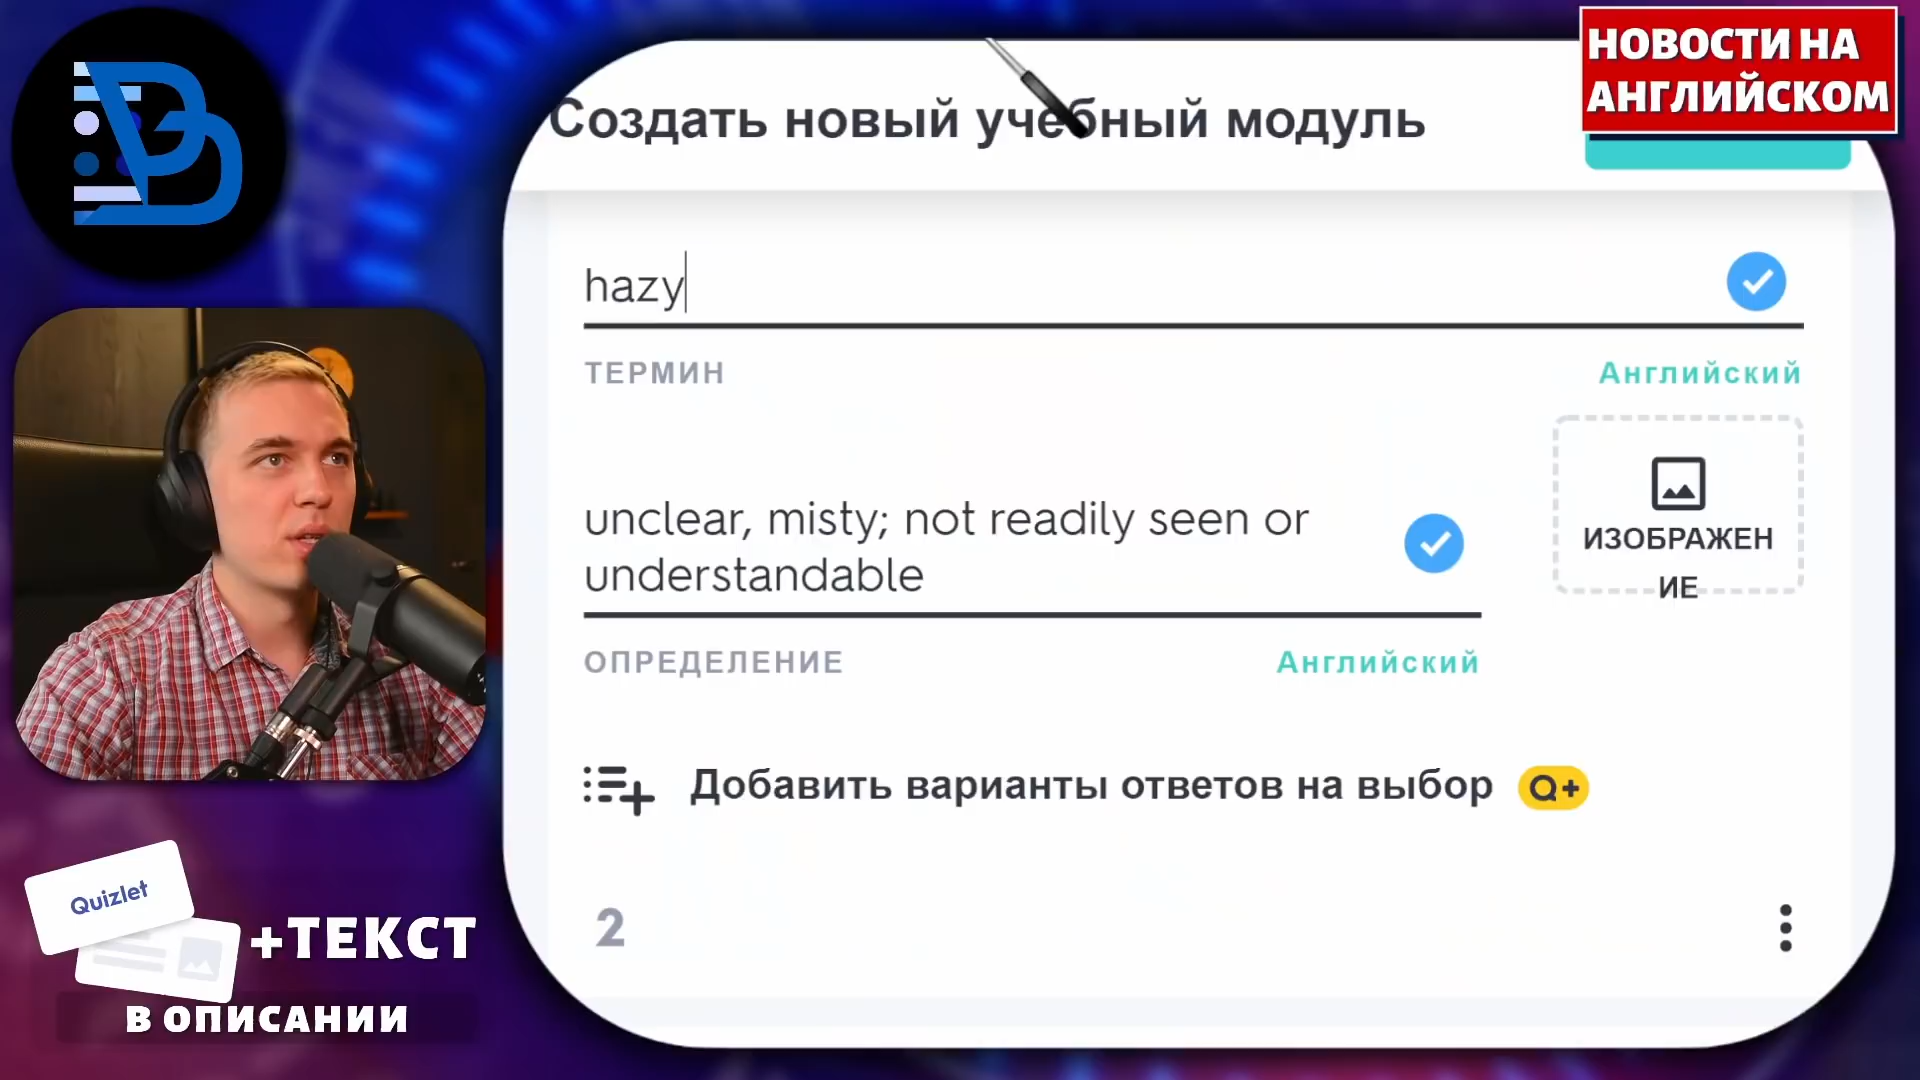 НОВОСТИ НА
АНГЛИЙСКОМ
Создать новый учебный модуль
hazy
ТЕРМИН
Английский
ИЗОБРАЖЕН
ИЕ
unclear, misty; not readily seen or
understandable
ОПРЕДЕЛЕНИЕ
Английский
Добавить варианты ответов на выбор Q+
2
Quizlet
+ТЕКСТ
В ОПИСАНИИ